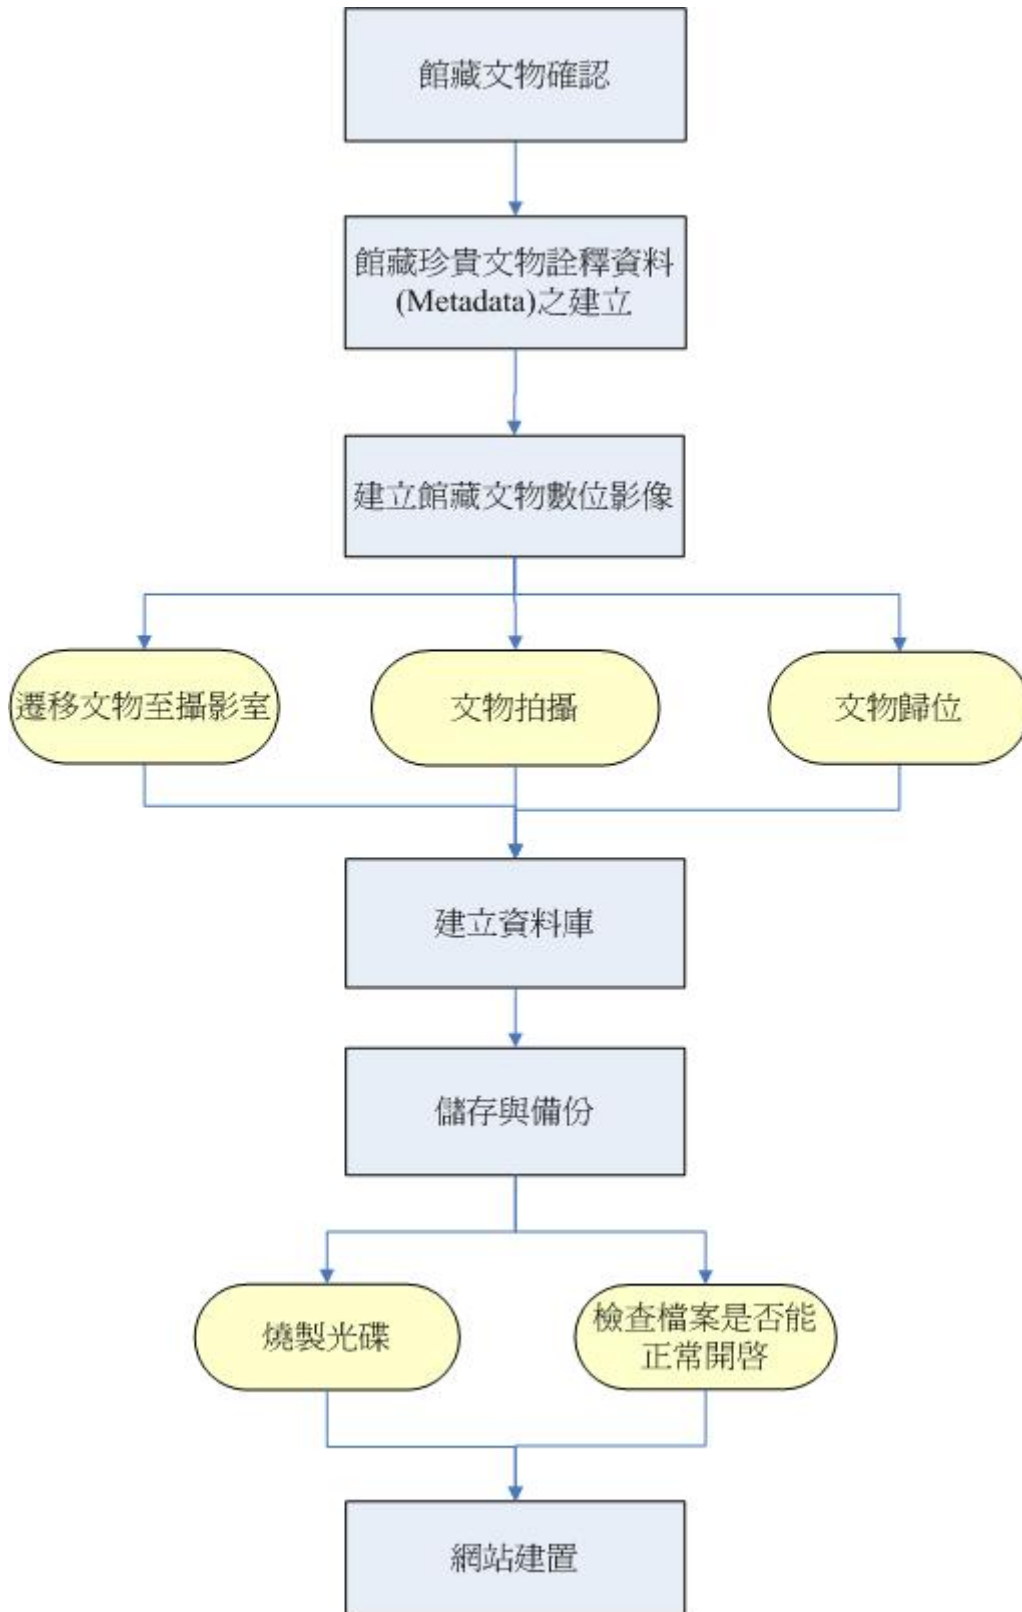 館藏文物確認
館藏珍貴文物詮釋資料
(Metadata)之建立
建立館藏文物數位影像
遷移文物至攝影室
文物拍攝
文物歸位
建立資料庫
儲存與備份
燒製光碟
檢查檔案是否能
正常開啓
網站建置